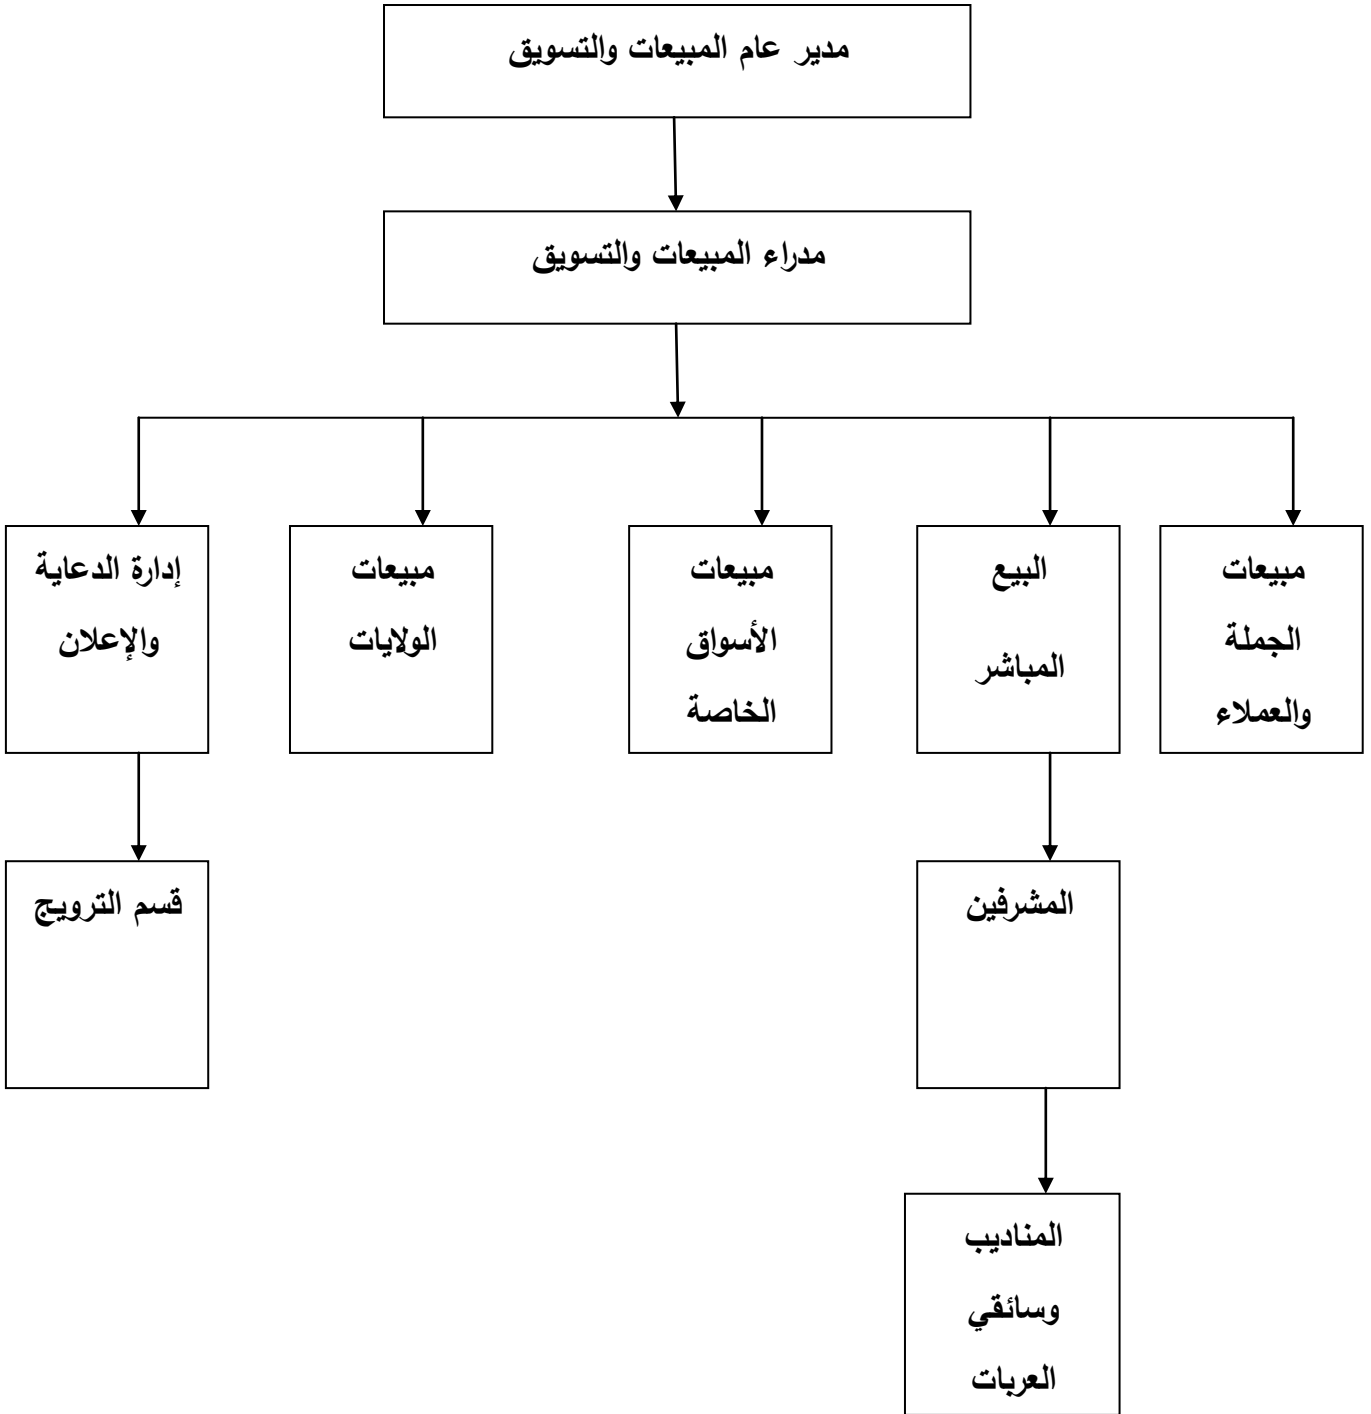 مدير عام المبيعات والتسويق
مدراء المبيعات والتسويق
مبيعات
الجملة
والعملاء
البيع
المباشر
مبيعات
الأسواق
الخاصة
مبيعات
الولايات
إدارة الدعاية
والإعلان
المشرفين
قسم الترويج
المناديب
وسائقي
العربات